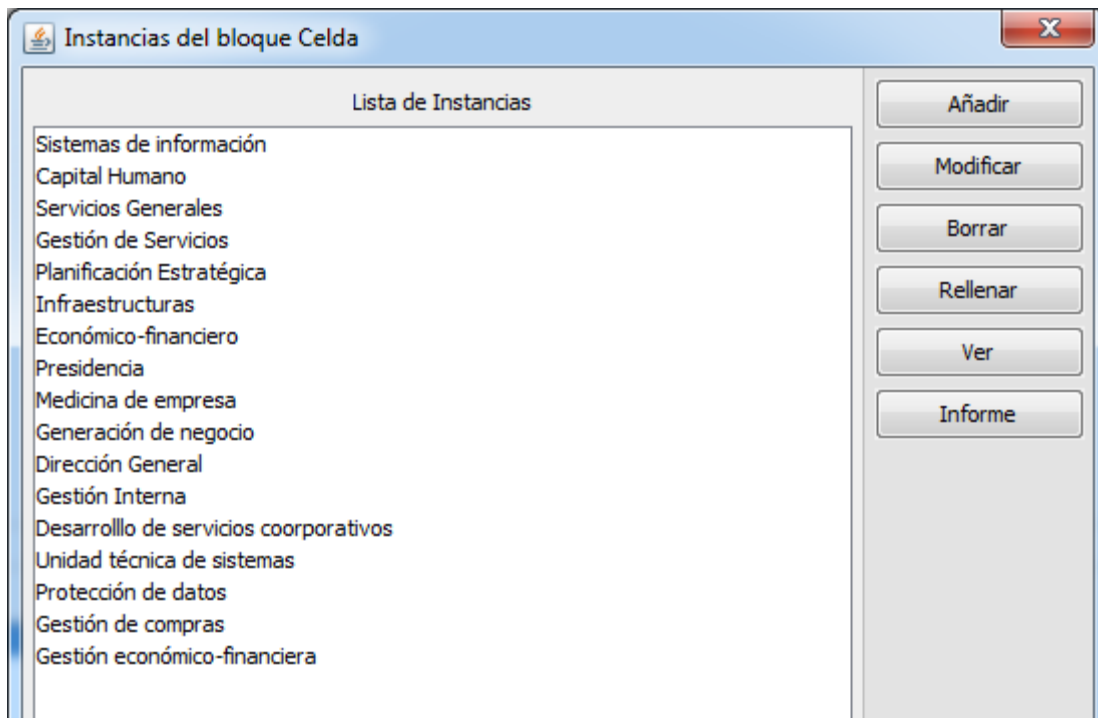 Instancias del bloque Celda
Lista de Instancias
Sistemas de información
Capital Humano
Servicios Generales
Gestión de Servicios
Planificación Estratégica
Infraestructuras
Económico-financiero
Presidencia
Medicina de empresa
Generación de negocio
Dirección General
Gestión Interna
Desarrolllo de servicios coorporativos
Unidad técnica de sistemas
Protección de datos
Gestión de compras
Gestión económico-financiera
Añadir
Modificar
Borrar
Rellenar
Ver
Informe